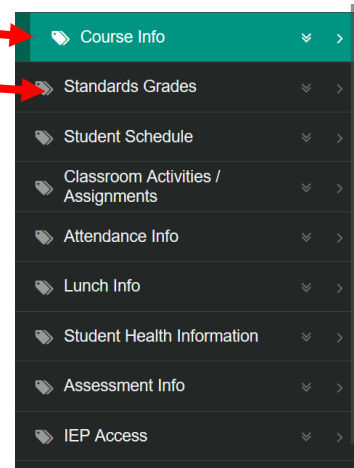 Course Info
Standards Grades
Student Schedule
Classroom Activities /
Assignments
Attendance Info
Lunch Info
Student Health Information
Assessment Info
IEP Access